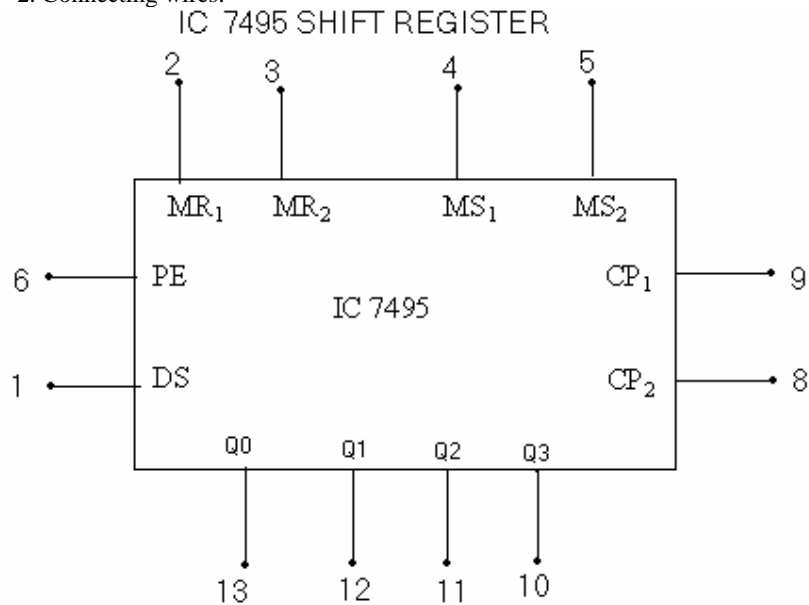 2. Connecting wires.
IC 7495 SHIFT REGISTER
2 3 4 5
MR1 MR2 MS1 MS2
6 PE CP1 9
IC 7495
1 DS CP2 8
Q0 Q1 Q2 Q3
13 12 11 10